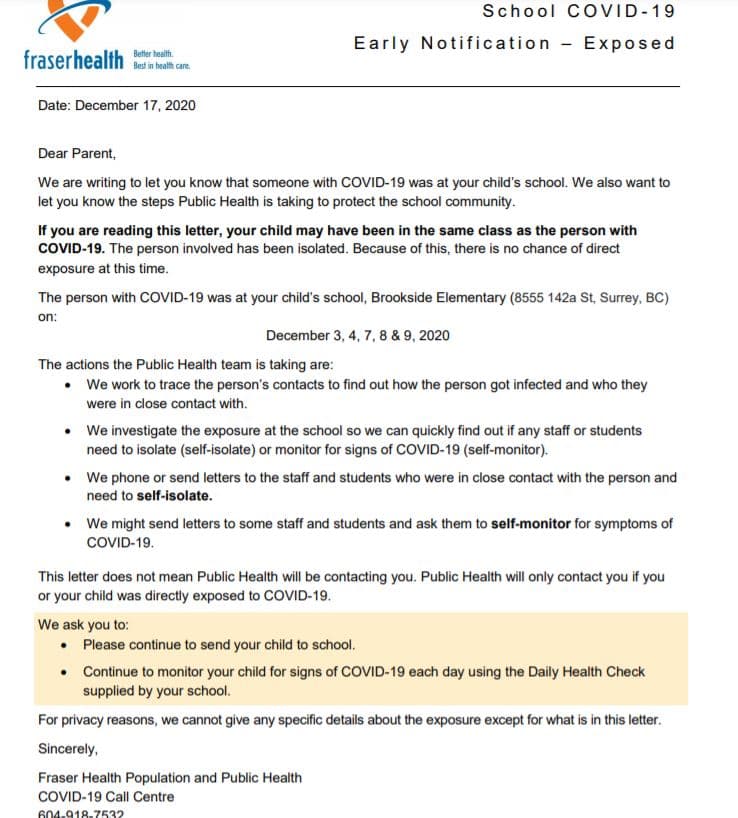 School COVID-19
Early Notification – Exposed
fraserhealth
Better health.
Best in health care.
Date: December 17, 2020
Dear Parent,
We are writing to let you know that someone with COVID-19 was at your child's school. We also want to
let you know the steps Public Health is taking to protect the school community.
If you are reading this letter, your child may have been in the same class as the person with
COVID-19. The person involved has been isolated. Because of this, there is no chance of direct
exposure at this time.
The person with COVID-19 was at your child's school, Brookside Elementary (8555 142a St, Surrey, BC)
on:
December 3, 4, 7, 8 & 9, 2020
The actions the Public Health team is taking are:
• We work to trace the person's contacts to find out how the person got infected and who they
were in close contact with.
• We investigate the exposure at the school so we can quickly find out if any staff or students
need to isolate (self-isolate) or monitor for signs of COVID-19 (self-monitor).
• We phone or send letters to the staff and students who were in close contact with the person and
need to self-isolate.
• We might send letters to some staff and students and ask them to self-monitor for symptoms of
COVID-19.
This letter does not mean Public Health will be contacting you. Public Health will only contact you if you
or your child was directly exposed to COVID-19.
We ask you to:
• Please continue to send your child to school.
• Continue to monitor your child for signs of COVID-19 each day using the Daily Health Check
supplied by your school.
For privacy reasons, we cannot give any specific details about the exposure except for what is in this letter.
Sincerely,
Fraser Health Population and Public Health
COVID-19 Call Centre
604-918-7532